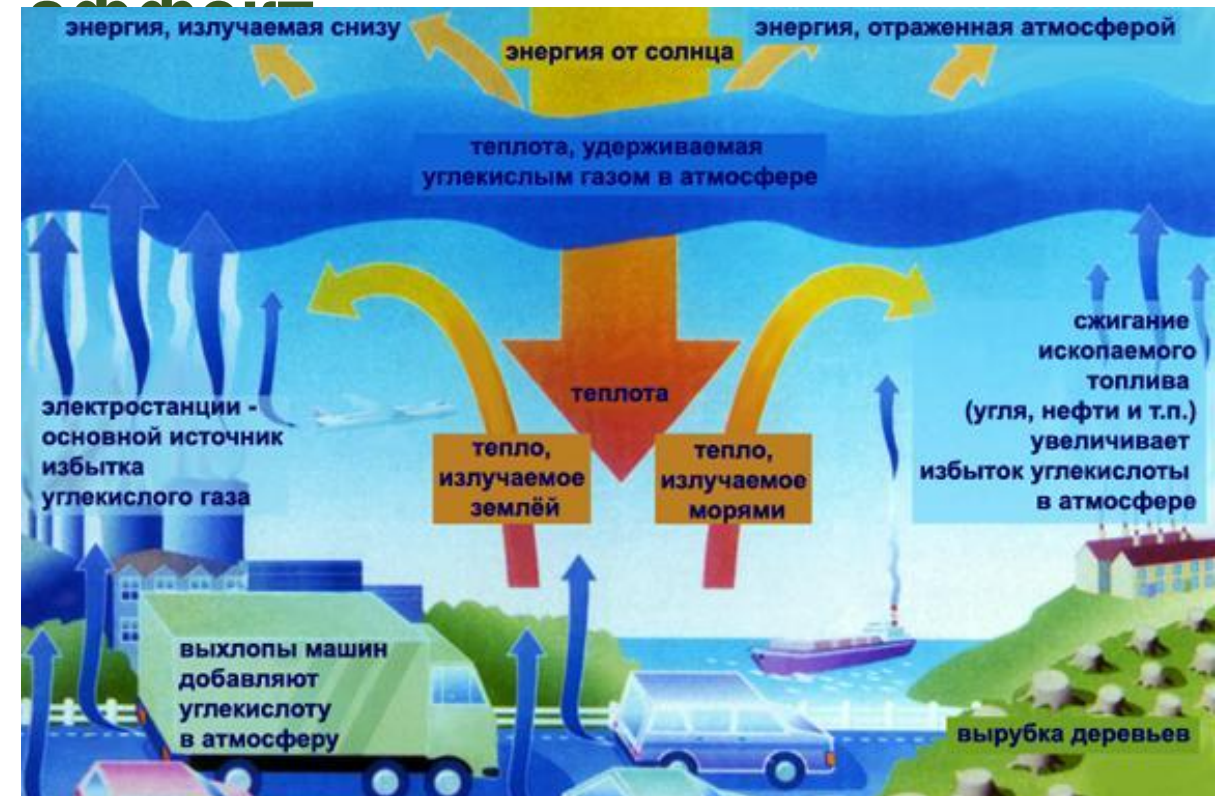 энергия, излучаемая снизу
энергия от солнца
энергия, отраженная атмосферой
теплота, удерживаемая
углекислым газом в атмосфере
теплота
тепло,
излучаемое
землёй
тепло,
излучаемое
морями
электростанции -
основной источник
избытка
углекислого газа
сжигание
ископаемого
топлива
(угля, нефти и т.п.)
увеличивает
избыток углекислоты
в атмосфере
выхлопы машин
добавляют
углекислоту
в атмосферу
вырубка деревьев